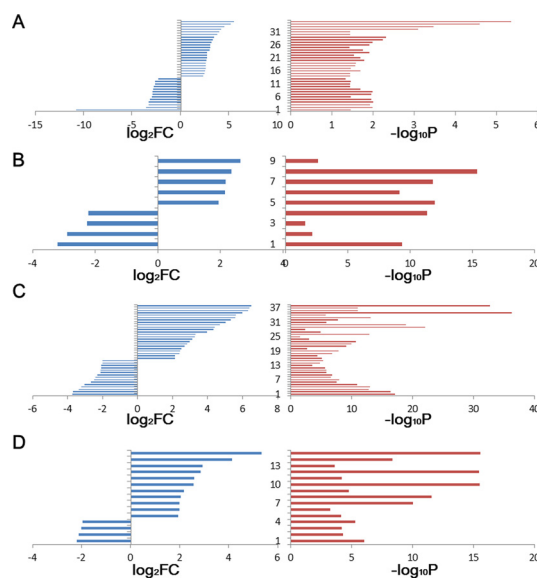 A
31
26
21
16
11
6
1
-15 -10 -5 0 5 10
0 1 2 3 4 5 6
log₂FC
−log₁₀P
B
9
7
5
3
1
-4 -2 0 2 4
0 5 10 15 20
log₂FC
−log₁₀P
C
37
31
25
19
13
7
1
-6 -4 -2 0 2 4 6 8
0 10 20 30 40
log₂FC
−log₁₀P
D
13
10
7
4
1
-4 -2 0 2 4 6
0 5 10 15 20
log₂FC
−log₁₀P